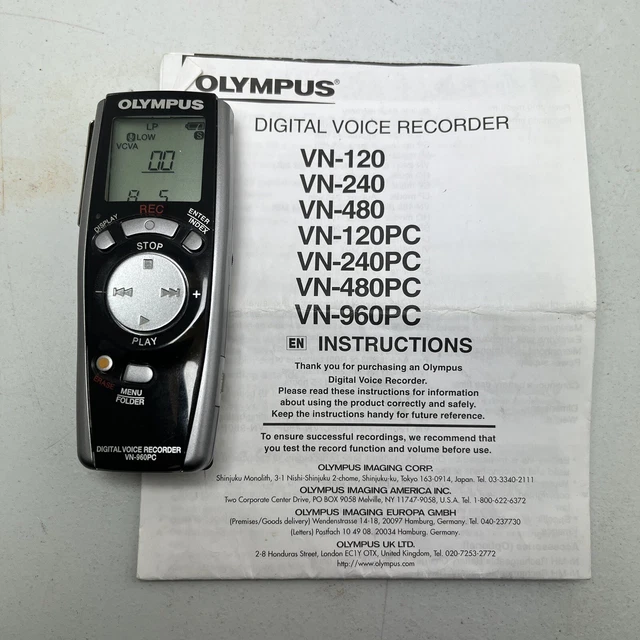 OLYMPUS
LP
LOW
VCVA
00
8 5
REC
DISPLAY
ENTER
INDEX
STOP
+
PLAY
ERASE
MENU
FOLDER
DIGITAL VOICE RECORDER
VN-960PC
OLYMPUS®
DIGITAL VOICE RECORDER
VN-120
VN-240
VN-480
VN-120PC
VN-240PC
VN-480PC
VN-960PC
EN INSTRUCTIONS
Thank you for purchasing an Olympus
Digital Voice Recorder.
Please read these instructions for information
about using the product correctly and safely.
Keep the instructions handy for future reference.
To ensure successful recordings, we recommend that
you test the record function and volume before use.
OLYMPUS IMAGING CORP.
Shinjuku Monolith, 3-1 Nishi-Shinjuku 2-chome, Shinjuku-ku, Tokyo 163-0914, Japan. Tel. 03-3340-2111
OLYMPUS IMAGING AMERICA INC.
Two Corporate Center Drive, PO BOX 9058 Melville, NY 11747-9058, U.S.A. Tel. 1-800-622-6372
OLYMPUS IMAGING EUROPA GMBH
(Premises/Goods delivery) Wendenstrasse 14-18, 20097 Hamburg, Germany. Tel. 040-237730
(Letters) Postfach 10 49 08. 20034 Hamburg, Germany.
OLYMPUS UK LTD.
2-8 Honduras Street, London EC1Y OTX, United Kingdom, Tel. 020-7253-2772
http://www.olympus.com